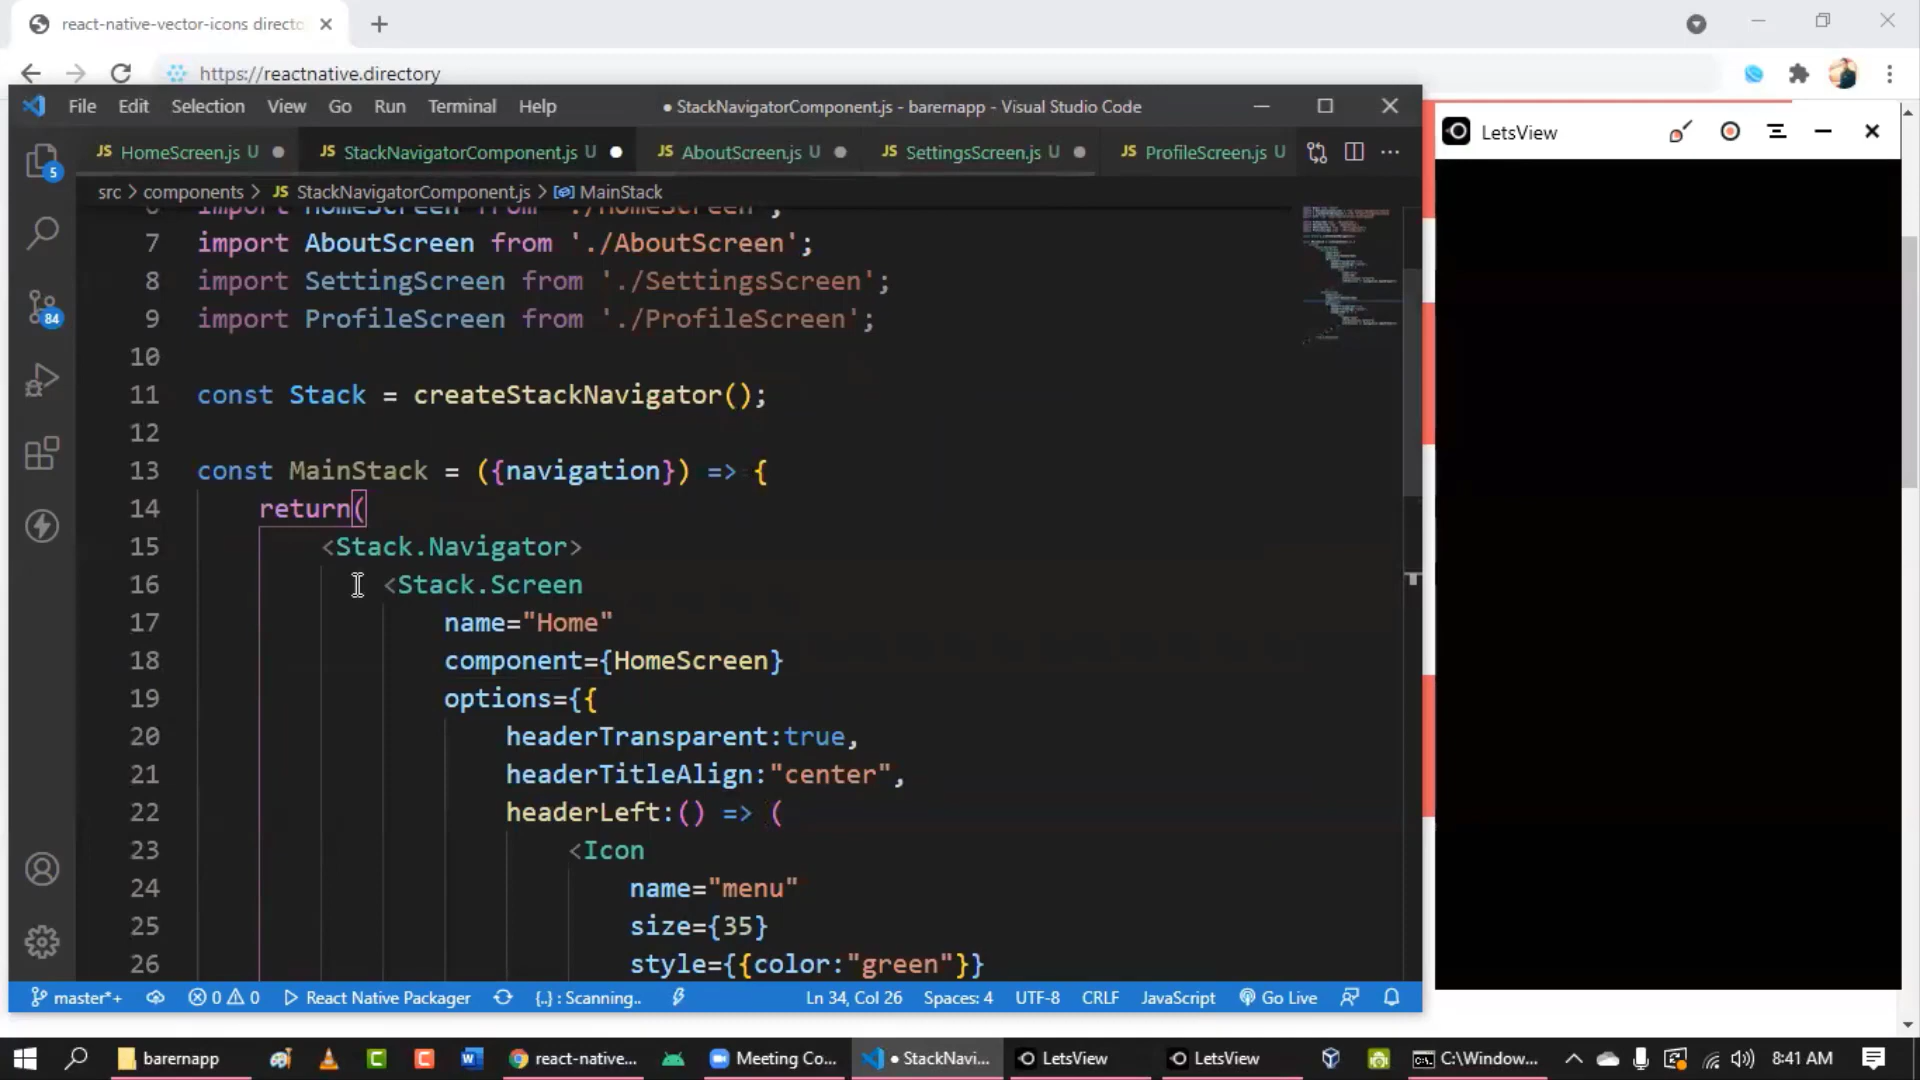 react-native-vector-icons directo
https://reactnative.directory
File Edit Selection View Go Run Terminal Help
● StackNavigatorComponent.js - barernapp - Visual Studio Code
JS HomeScreen.js U ● JS StackNavigatorComponent.js U ● JS AboutScreen.js U ● JS SettingsScreen.js U ● JS ProfileScreen.js U
src > components > JS StackNavigatorComponent.js > MainStack
6 import HomeScreen from './HomeScreen';
7 import AboutScreen from './AboutScreen';
8 import SettingScreen from './SettingsScreen';
9 import ProfileScreen from './ProfileScreen';
10
11 const Stack = createStackNavigator();
12
13 const MainStack = ({navigation}) => {
14 return(
15 <Stack.Navigator>
16 <Stack.Screen
17 name="Home"
18 component={HomeScreen}
19 options={{
20 headerTransparent:true,
21 headerTitleAlign:"center",
22 headerLeft:() => (
23 <Icon
24 name="menu"
25 size={35}
26 style={{color:"green"}}
5
84
LetsView
master*+ 0 0 React Native Packager {..} : Scanning.. Ln 34, Col 26 Spaces: 4 UTF-8 CRLF JavaScript Go Live
barernapp react-native... Meeting Co... ● StackNavi... LetsView LetsView C:\Window... 8:41 AM